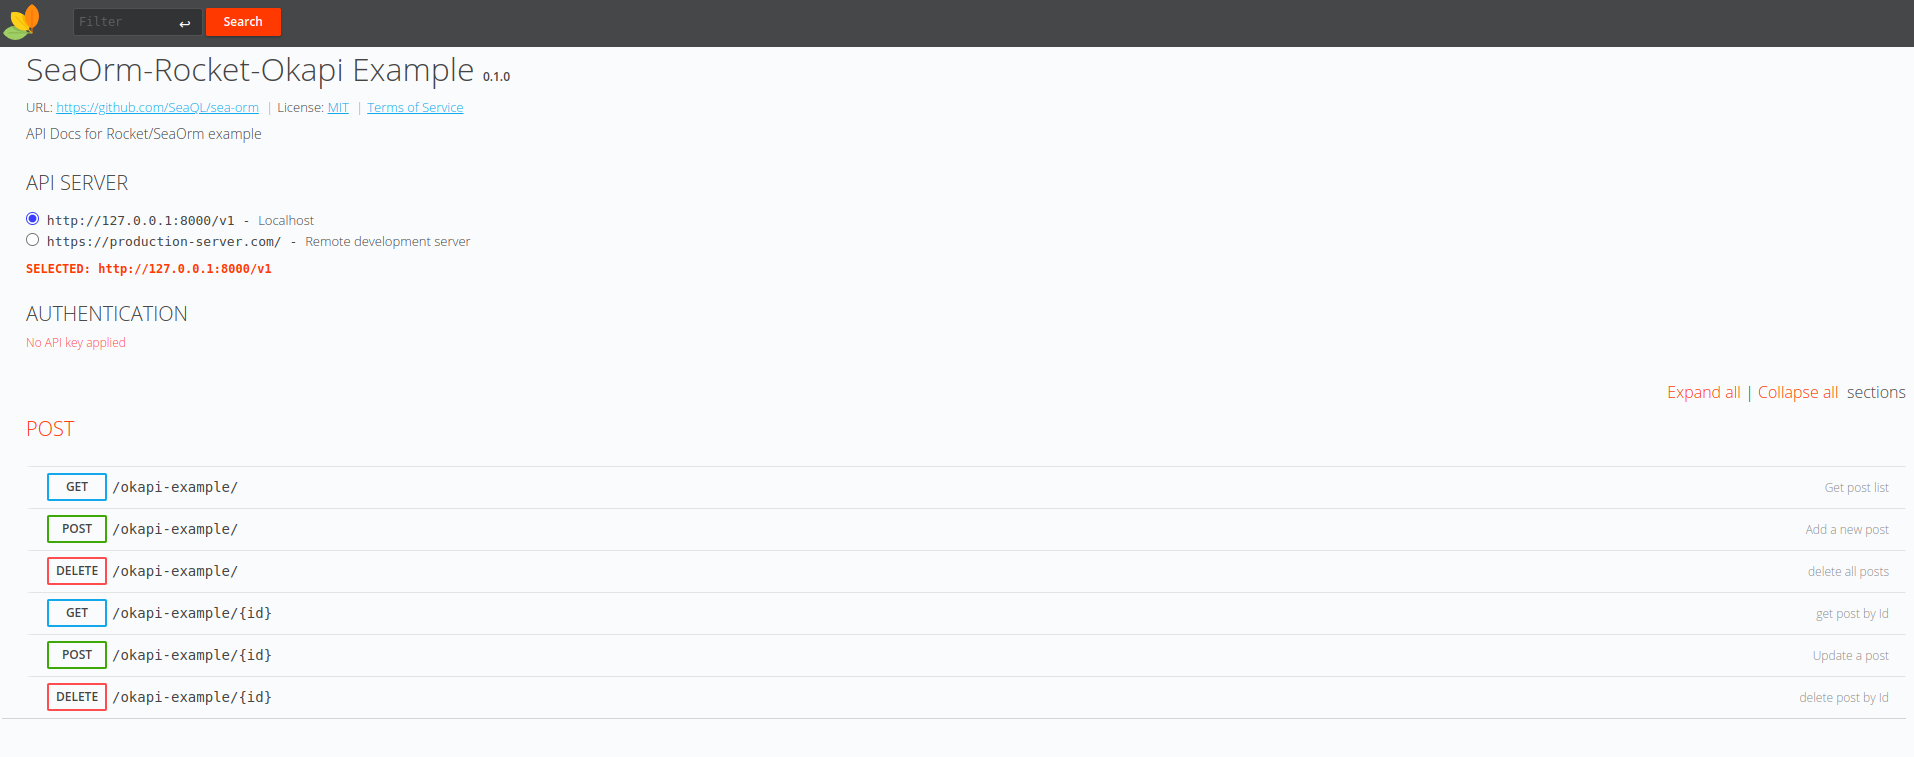 Filter ↩ Search
SeaOrm-Rocket-Okapi Example 0.1.0
URL: https://github.com/SeaQL/sea-orm | License: MIT | Terms of Service
API Docs for Rocket/SeaOrm example
API SERVER
http://127.0.0.1:8000/v1 - Localhost
https://production-server.com/ - Remote development server
SELECTED: http://127.0.0.1:8000/v1
AUTHENTICATION
No API key applied
Expand all | Collapse all sections
POST
GET /okapi-example/ Get post list
POST /okapi-example/ Add a new post
DELETE /okapi-example/ delete all posts
GET /okapi-example/{id} get post by Id
POST /okapi-example/{id} Update a post
DELETE /okapi-example/{id} delete post by Id